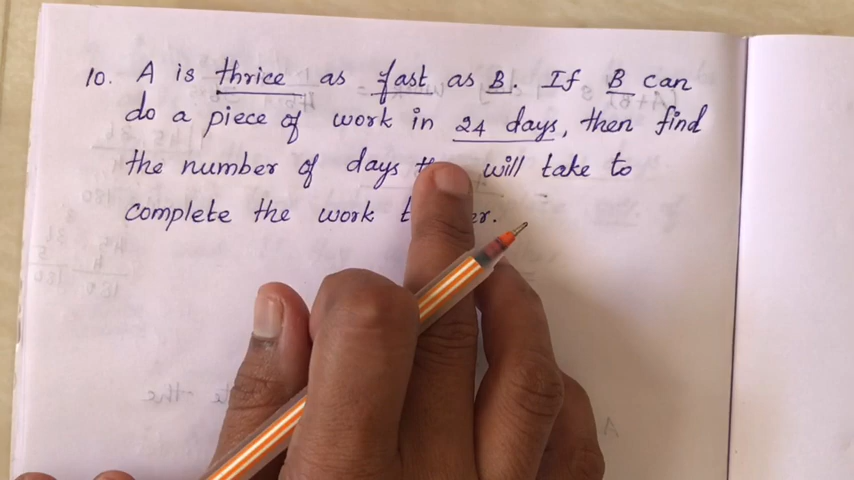 10. A is thrice as fast as B. If B can
do a piece of work in 24 days, then find
the number of days will take to
complete the work